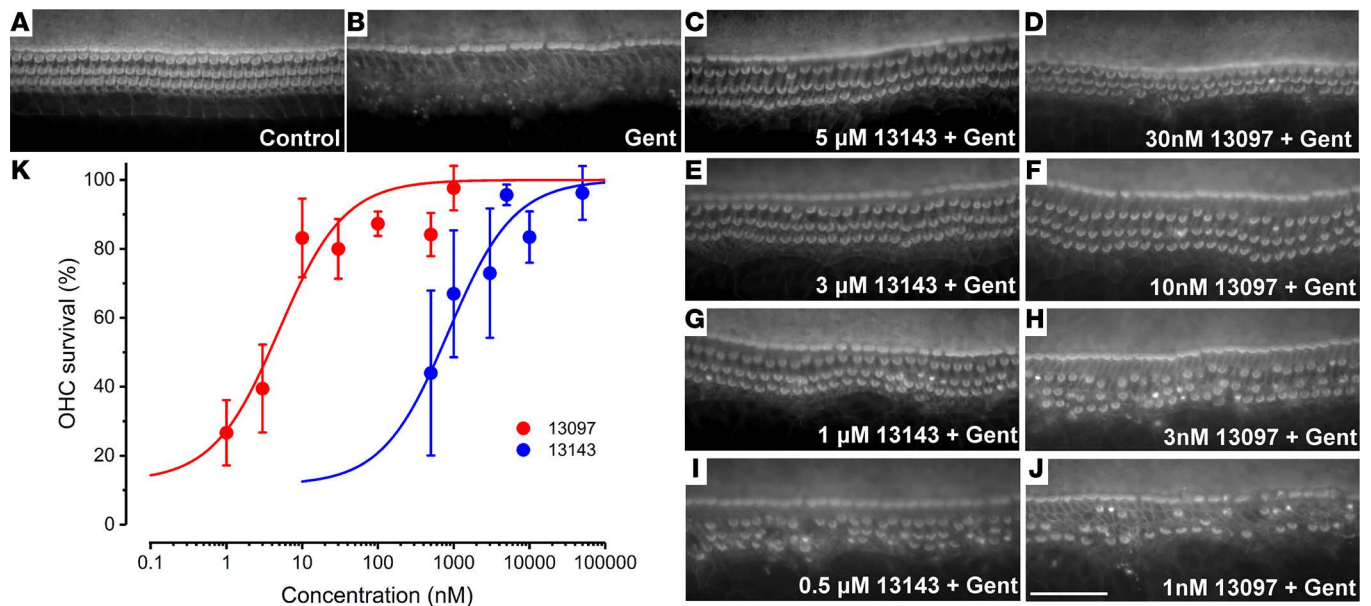 A
Control
B
Gent
C
5 µM 13143 + Gent
D
30nM 13097 + Gent
E
3 µM 13143 + Gent
F
10nM 13097 + Gent
G
1 µM 13143 + Gent
H
3nM 13097 + Gent
I
0.5 µM 13143 + Gent
J
1nM 13097 + Gent
K
OHC survival (%)
100
80
60
40
20
0
13097
13143
0.1 1 10 100 1000 10000 100000
Concentration (nM)